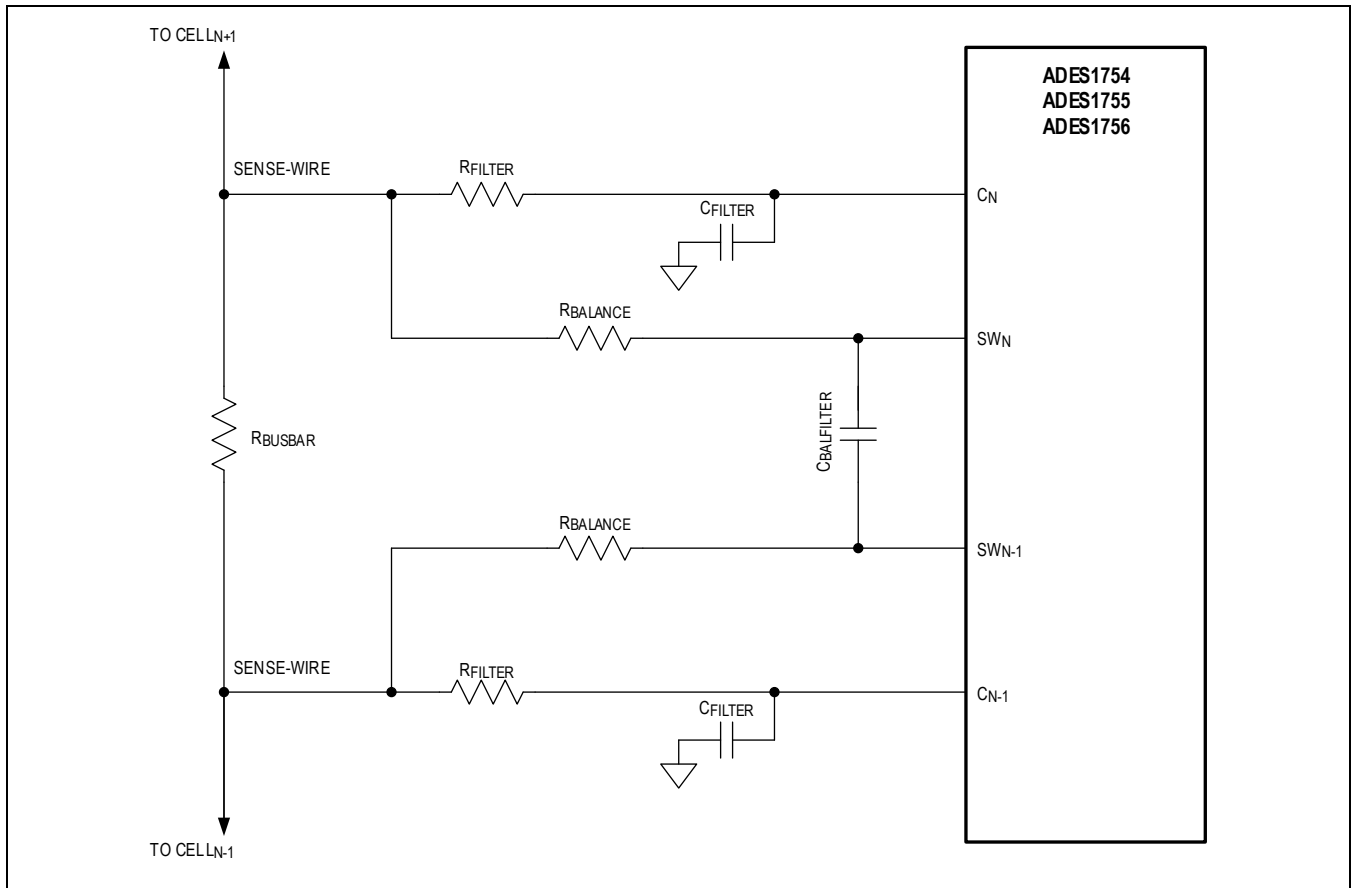 TO CELLN+1
ADES1754
ADES1755
ADES1756
SENSE-WIRE
RFILTER
CN
CFILTER
RBALANCE
SWN
RBUSBAR
CBALFILTER
RBALANCE
SWN-1
SENSE-WIRE
RFILTER
CN-1
CFILTER
TO CELLN-1